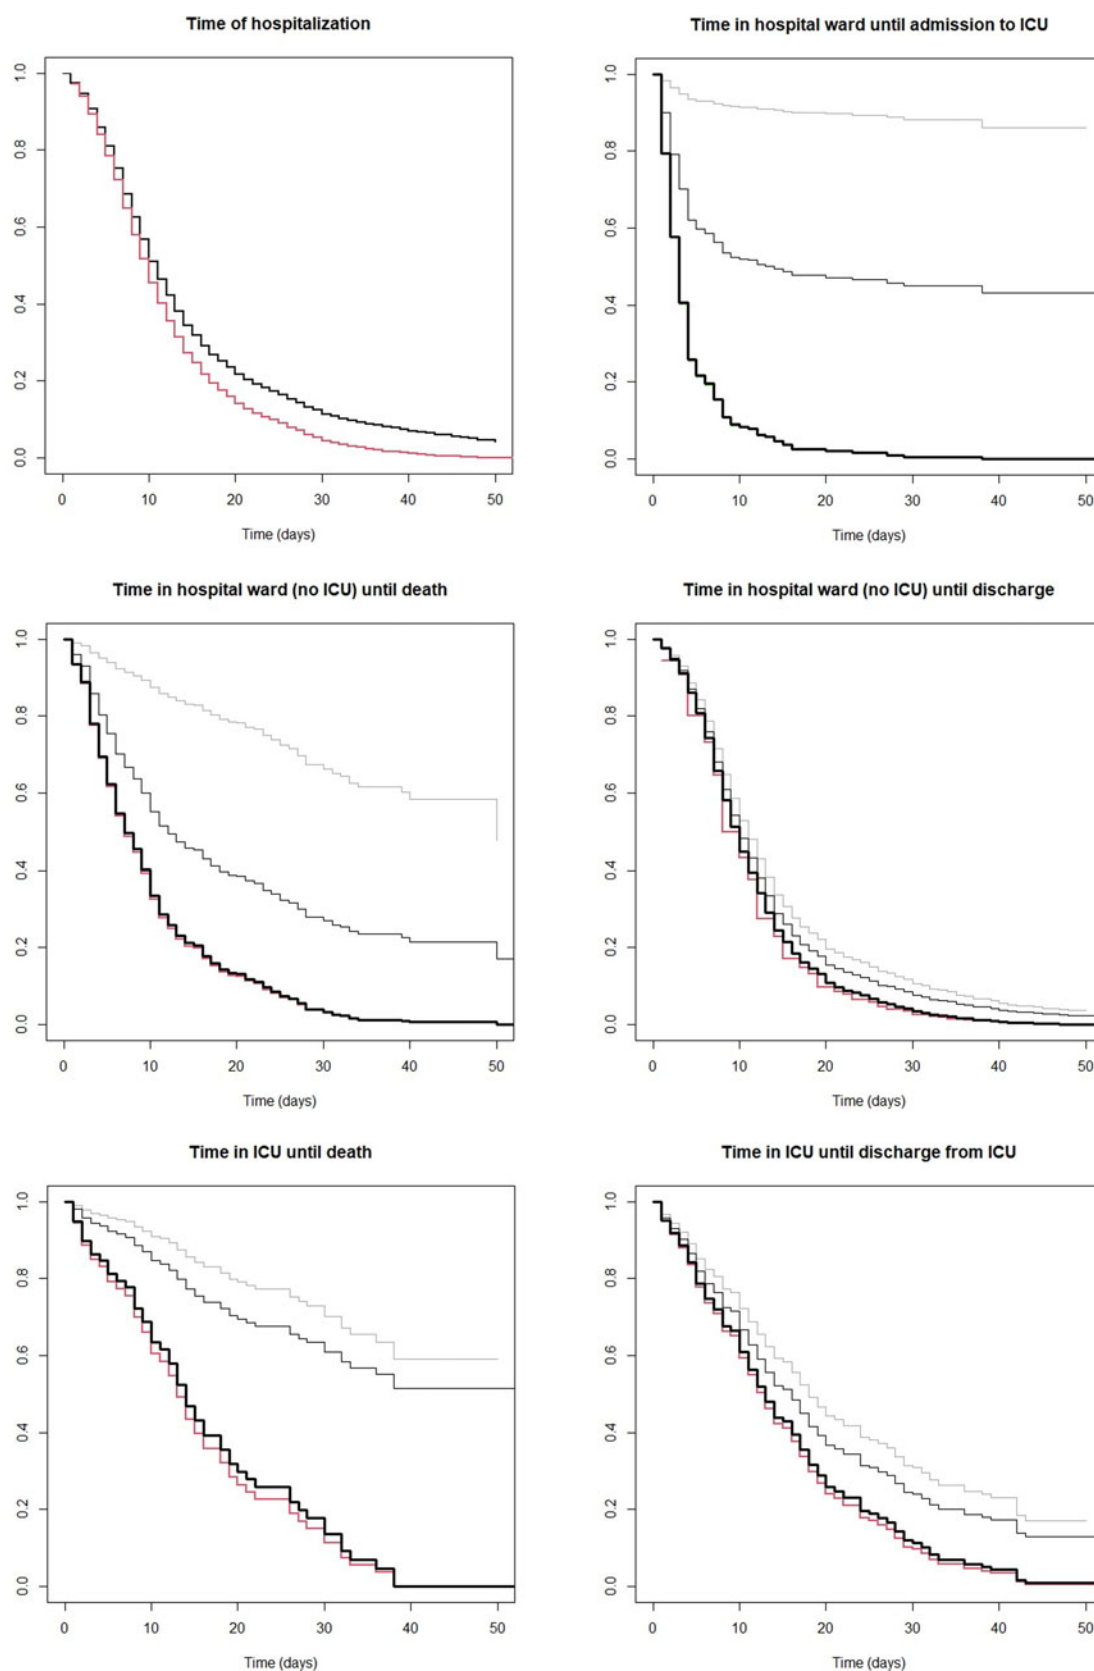 Time of hospitalization
1.0
0.8
0.6
0.4
0.2
0.0
0 10 20 30 40 50
Time (days)
Time in hospital ward until admission to ICU
1.0
0.8
0.6
0.4
0.2
0.0
0 10 20 30 40 50
Time (days)
Time in hospital ward (no ICU) until death
1.0
0.8
0.6
0.4
0.2
0.0
0 10 20 30 40 50
Time (days)
Time in hospital ward (no ICU) until discharge
1.0
0.8
0.6
0.4
0.2
0.0
0 10 20 30 40 50
Time (days)
Time in ICU until death
1.0
0.8
0.6
0.4
0.2
0.0
0 10 20 30 40 50
Time (days)
Time in ICU until discharge from ICU
1.0
0.8
0.6
0.4
0.2
0.0
0 10 20 30 40 50
Time (days)